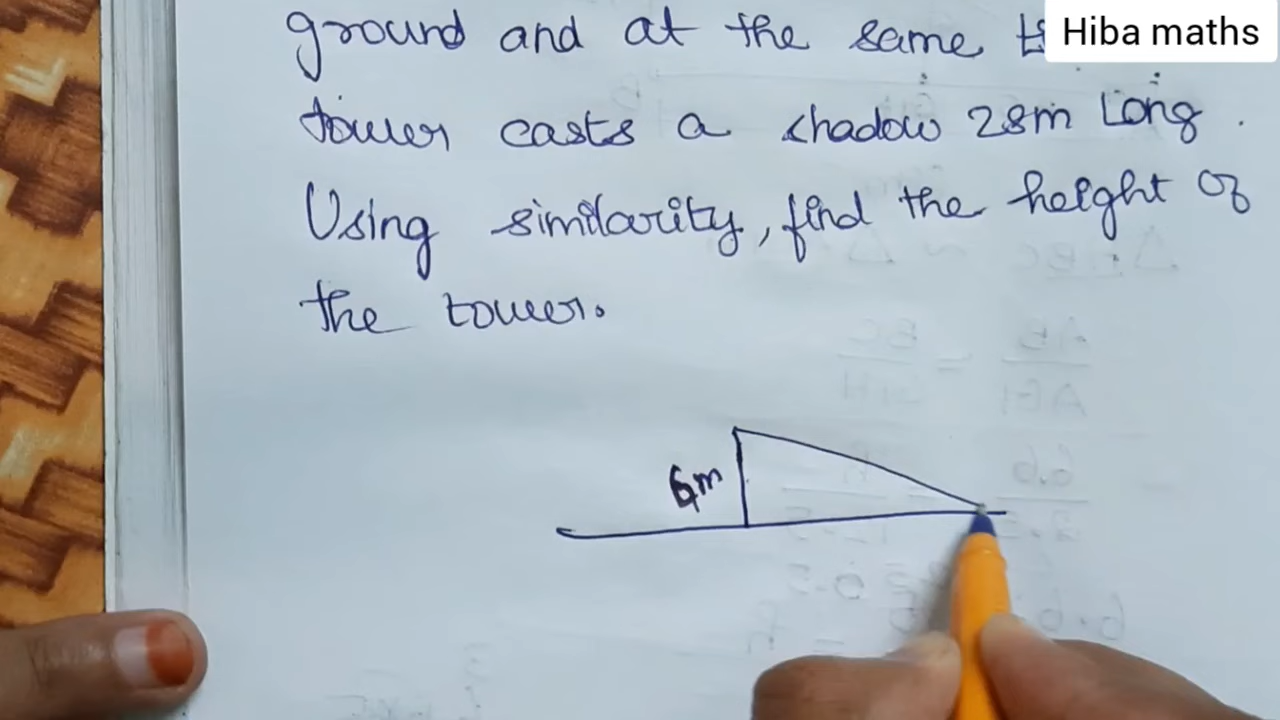 Hiba maths
ground and at the same
tower casts a shadow 28m Long.
Using similarity, find the height of
the tower.
6m